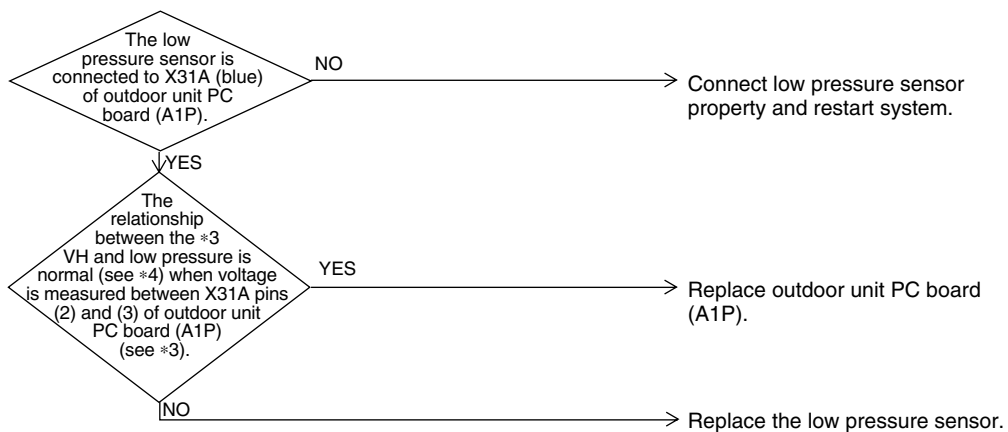 The low
pressure sensor is
connected to X31A (blue)
of outdoor unit PC
board (A1P).
NO
Connect low pressure sensor
property and restart system.
YES
The
relationship
between the *3
VH and low pressure is
normal (see *4) when voltage
is measured between X31A pins
(2) and (3) of outdoor unit
PC board (A1P)
(see *3).
YES
Replace outdoor unit PC board
(A1P).
NO
Replace the low pressure sensor.